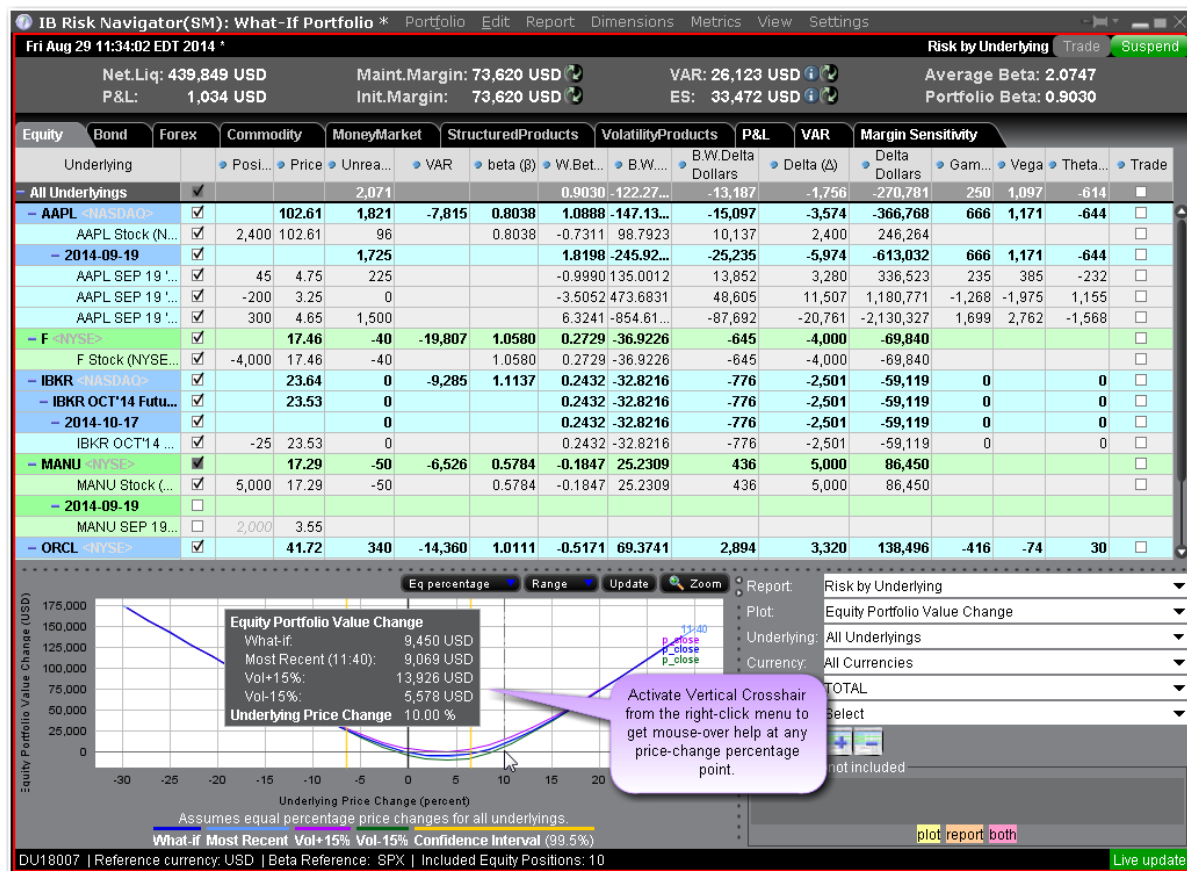 IB Risk Navigator(SM): What-If Portfolio * Portfolio Edit Report Dimensions Metrics View Settings
Fri Aug 29 11:34:02 EDT 2014 * Risk by Underlying Trade Suspend
Net.Liq: 439,849 USD Maint.Margin: 73,620 USD VAR: 26,123 USD Average Beta: 2.0747
P&L: 1,034 USD Init.Margin: 73,620 USD ES: 33,472 USD Portfolio Beta: 0.9030
Equity Bond Forex Commodity MoneyMarket StructuredProducts VolatilityProducts P&L VAR Margin Sensitivity
Underlying Posi... Price Unrea... VAR beta (β) W.Bet... B.W.... B.W.Delta Dollars Delta (Δ) Delta Dollars Gam... Vega Theta... Trade
– All Underlyings 2,071 0.9030 -122.27... -13,187 -1,756 -270,781 250 1,097 -614
– AAPL <NASDAQ> 102.61 1,821 -7,815 0.8038 1.0888 -147.13... -15,097 -3,574 -366,768 666 1,171 -644
AAPL Stock (N... 2,400 102.61 96 0.8038 -0.7311 98.7923 10,137 2,400 246,264
– 2014-09-19 1,725 1.8198 -245.92... -25,235 -5,974 -613,032 666 1,171 -644
AAPL SEP 19 '... 45 4.75 225 -0.9990 135.0012 13,852 3,280 336,523 235 385 -232
AAPL SEP 19 '... -200 3.25 0 -3.5052 473.6831 48,605 11,507 1,180,771 -1,268 -1,975 1,155
AAPL SEP 19 '... 300 4.65 1,500 6.3241 -854.61... -87,692 -20,761 -2,130,327 1,699 2,762 -1,568
– F <NYSE> 17.46 -40 -19,807 1.0580 0.2729 -36.9226 -645 -4,000 -69,840
F Stock (NYSE... -4,000 17.46 -40 1.0580 0.2729 -36.9226 -645 -4,000 -69,840
– IBKR <NASDAQ> 23.64 0 -9,285 1.1137 0.2432 -32.8216 -776 -2,501 -59,119 0 0
– IBKR OCT'14 Futu... 23.53 0 0.2432 -32.8216 -776 -2,501 -59,119 0 0
– 2014-10-17 0 0.2432 -32.8216 -776 -2,501 -59,119 0 0
IBKR OCT'14 ... -25 23.53 0 0.2432 -32.8216 -776 -2,501 -59,119 0 0
– MANU <NYSE> 17.29 -50 -6,526 0.5784 -0.1847 25.2309 436 5,000 86,450
MANU Stock (... 5,000 17.29 -50 0.5784 -0.1847 25.2309 436 5,000 86,450
– 2014-09-19
MANU SEP 19... 2,000 3.55
– ORCL <NYSE> 41.72 340 -14,360 1.0111 -0.5171 69.3741 2,894 3,320 138,496 -416 -74 30
Eq percentage Range Update Zoom
Equity Portfolio Value Change (USD)
175,000
150,000
125,000
100,000
75,000
50,000
25,000
0
Equity Portfolio Value Change
What-if: 9,450 USD
Most Recent (11:40): 9,069 USD
Vol+15%: 13,926 USD
Vol-15%: 5,578 USD
Underlying Price Change 10.00 %
11:40
p_close
p_close
p_close
-30 -25 -20 -15 -10 -5 0 5 10 15 20
Underlying Price Change (percent)
Assumes equal percentage price changes for all underlyings.
What-if Most Recent Vol+15% Vol-15% Confidence Interval (99.5%)
Activate Vertical Crosshair
from the right-click menu to
get mouse-over help at any
price-change percentage
point.
Report: Risk by Underlying
Plot: Equity Portfolio Value Change
Underlying: All Underlyings
Currency: All Currencies
TOTAL
Select
not included
plot report both
DU18007 | Reference currency: USD | Beta Reference: SPX | Included Equity Positions: 10 Live update